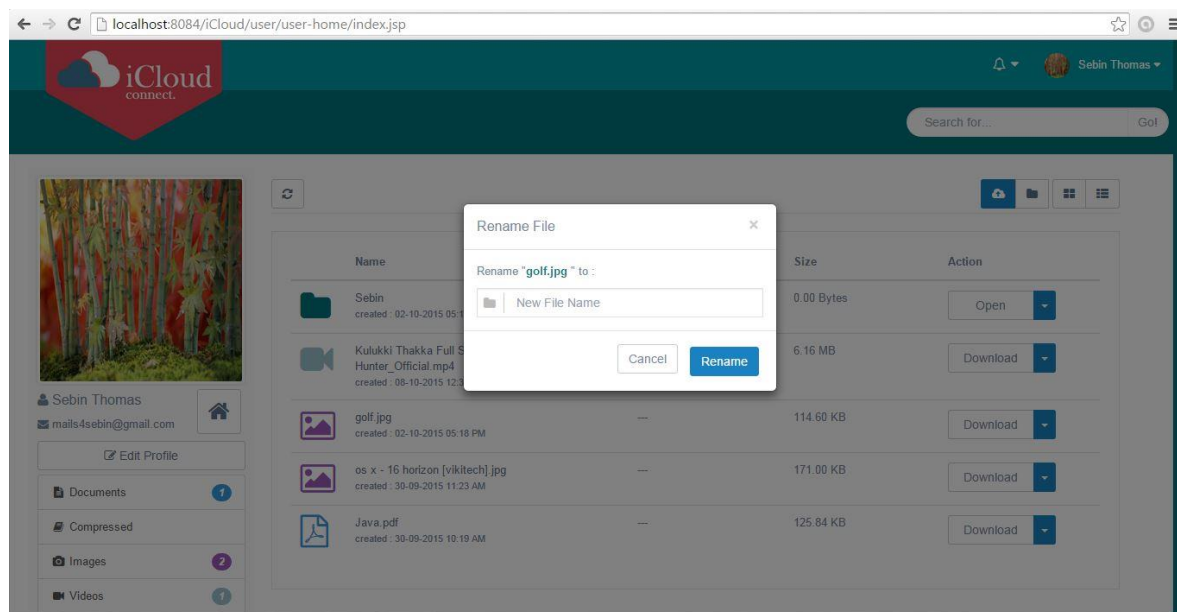 localhost:8084/iCloud/user/user-home/index.jsp
iCloud
connect.
Sebin Thomas
Search for...
Go!
Rename File
×
Rename "golf.jpg " to :
New File Name
Cancel
Rename
Name
Size
Action
Sebin
created : 02-10-2015 05:1
0.00 Bytes
Open
Kulukki Thakka Full S
Hunter_Official.mp4
created : 08-10-2015 12:3
6.16 MB
Download
golf.jpg
created : 02-10-2015 05:18 PM
---
114.60 KB
Download
os x - 16 horizon [vikitech].jpg
created : 30-09-2015 11:23 AM
---
171.00 KB
Download
Java.pdf
created : 30-09-2015 10:19 AM
---
125.84 KB
Download
Sebin Thomas
mails4sebin@gmail.com
Edit Profile
Documents 1
Compressed
Images 2
Videos 1